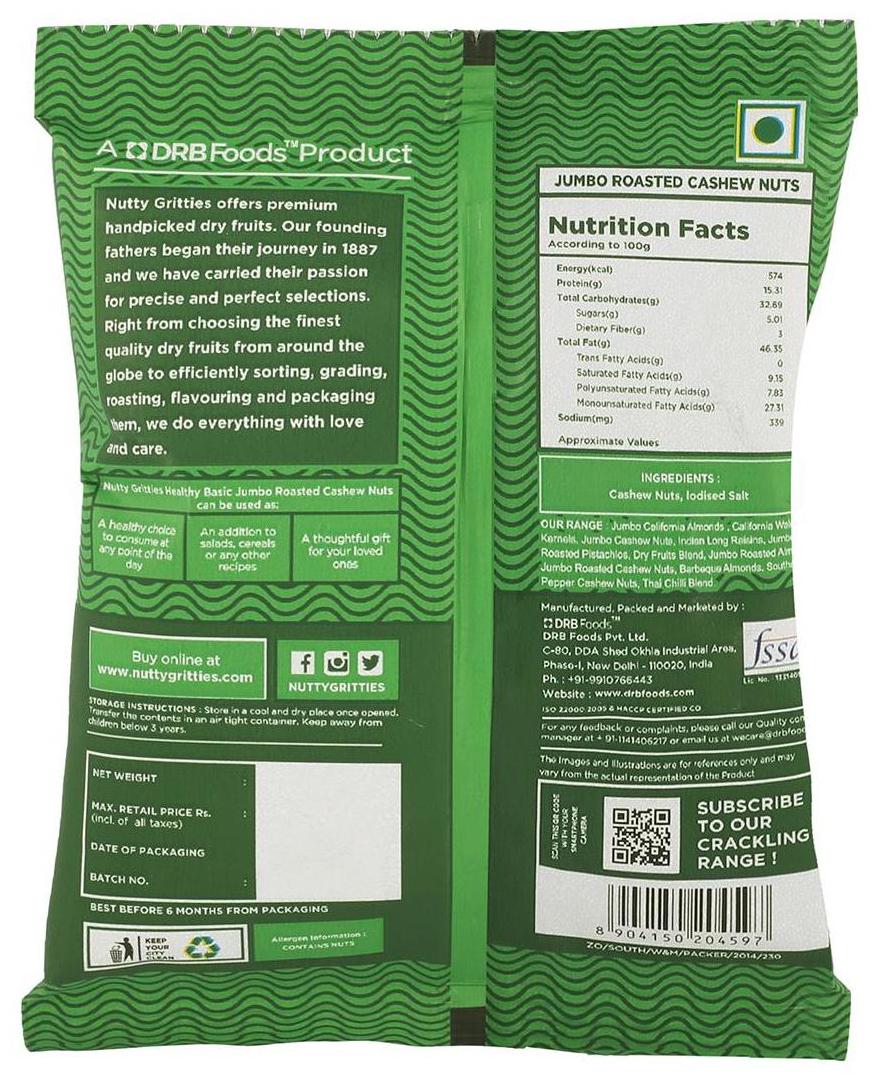 A DRBFoods™ Product
Nutty Gritties offers premium
handpicked dry fruits. Our founding
fathers began their journey in 1887
and we have carried their passion
for precise and perfect selections.
Right from choosing the finest
quality dry fruits from around the
globe to efficiently sorting, grading,
roasting, flavouring and packaging
them, we do everything with love
and care.
Nutty Gritties Healthy Basic Jumbo Roasted Cashew Nuts
can be used as:
A healthy choice
to consume at
any point of the
day
An addition to
salads, cereals
or any other
recipes
A thoughtful gift
for your loved
ones
Buy online at
www.nuttygritties.com
NUTTYGRITTIES
STORAGE INSTRUCTIONS : Store in a cool and dry place once opened.
Transfer the contents in an air tight container. Keep away from
children below 3 years.
NET WEIGHT :
MAX. RETAIL PRICE Rs. :
(incl. of all taxes)
DATE OF PACKAGING
BATCH NO. :
BEST BEFORE 6 MONTHS FROM PACKAGING
KEEP
YOUR
CITY
CLEAN
Allergen Information :
CONTAINS NUTS
JUMBO ROASTED CASHEW NUTS
Nutrition Facts
According to 100g
Energy(kcal) 574
Protein(g) 15.31
Total Carbohydrates(g) 32.69
Sugars(g) 5.01
Dietary Fiber(g) 3
Total Fat(g) 46.35
Trans Fatty Acids(g) 0
Saturated Fatty Acids(g) 9.15
Polyunsaturated Fatty Acids(g) 7.83
Monounsaturated Fatty Acids(g) 27.31
Sodium(mg) 339
Approximate Values
INGREDIENTS :
Cashew Nuts, Iodised Salt
OUR RANGE : Jumbo California Almonds , California
Kernels, Jumbo Cashew Nuts, Indian Long Raisins, Jumbo
Roasted Pistachios, Dry Fruits Blend, Jumbo Roasted
Jumbo Roasted Cashew Nuts, Barbeque Almonds,
Pepper Cashew Nuts, Thai Chilli Blend
Manufactured, Packed and Marketed by :
DRBFoods™
DRB Foods Pvt. Ltd.
C-80, DDA Shed Okhla Industrial Area,
Phase-I, New Delhi - 110020, India
Ph. : +91-9910766443
Website : www.drbfoods.com
ISO 22000:2005 & HACCP CERTIFIED CO
fssa
Lic. No.
For any feedback or complaints, please call our Quality con
manager at + 91-1141406217 or email us at wecare@drbfood
The Images and Illustrations are for references only and may
vary from the actual representation of the Product
SCAN THIS QR CODE
WITH YOUR
SMARTPHONE
CAMERA
SUBSCRIBE
TO OUR
CRACKLING
RANGE !
8 904150 204597
ZO/SOUTH/W&M/PACKER/2014/230